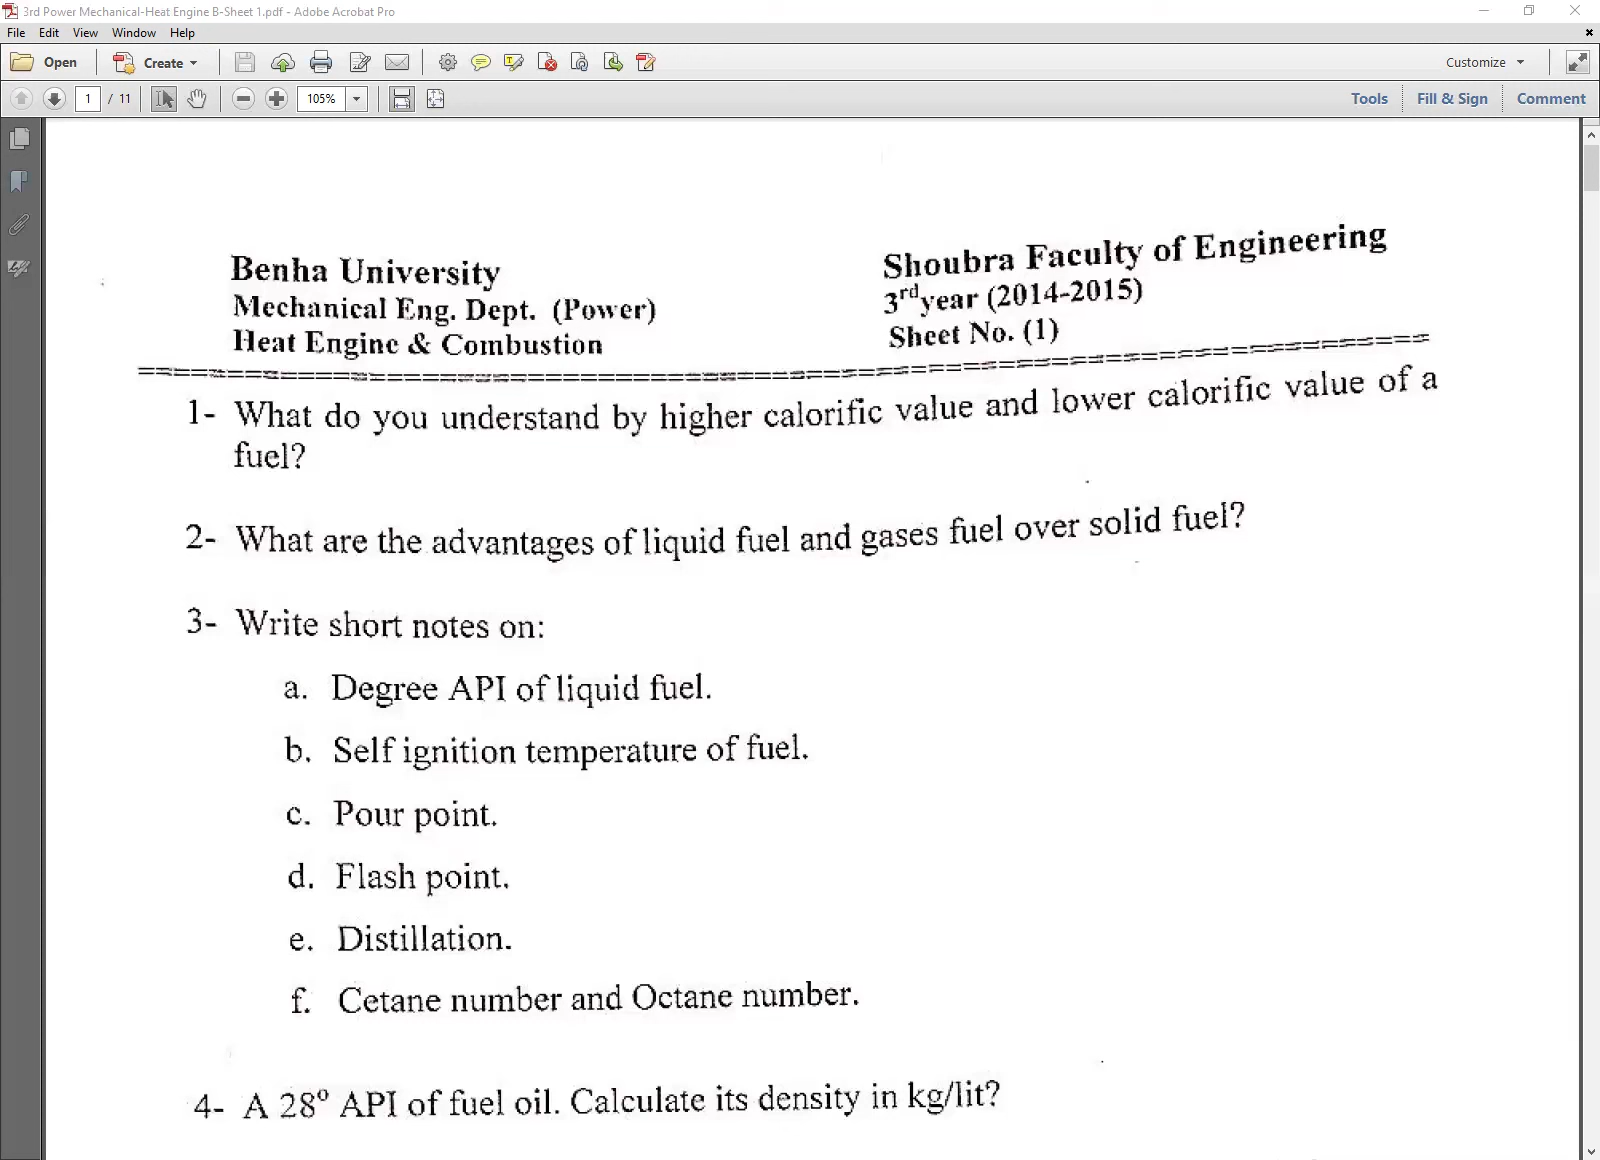 3rd Power Mechanical-Heat Engine B-Sheet 1.pdf - Adobe Acrobat Pro
File Edit View Window Help
Open Create Customize
1 / 11 105% Tools Fill & Sign Comment
Benha University
Mechanical Eng. Dept. (Power)
Heat Engine & Combustion
Shoubra Faculty of Engineering
3rd year (2014-2015)
Sheet No. (1)
1- What do you understand by higher calorific value and lower calorific value of a
fuel?
2- What are the advantages of liquid fuel and gases fuel over solid fuel?
3- Write short notes on:
a. Degree API of liquid fuel.
b. Self ignition temperature of fuel.
c. Pour point.
d. Flash point.
e. Distillation.
f. Cetane number and Octane number.
4- A 28⁰ API of fuel oil. Calculate its density in kg/lit?